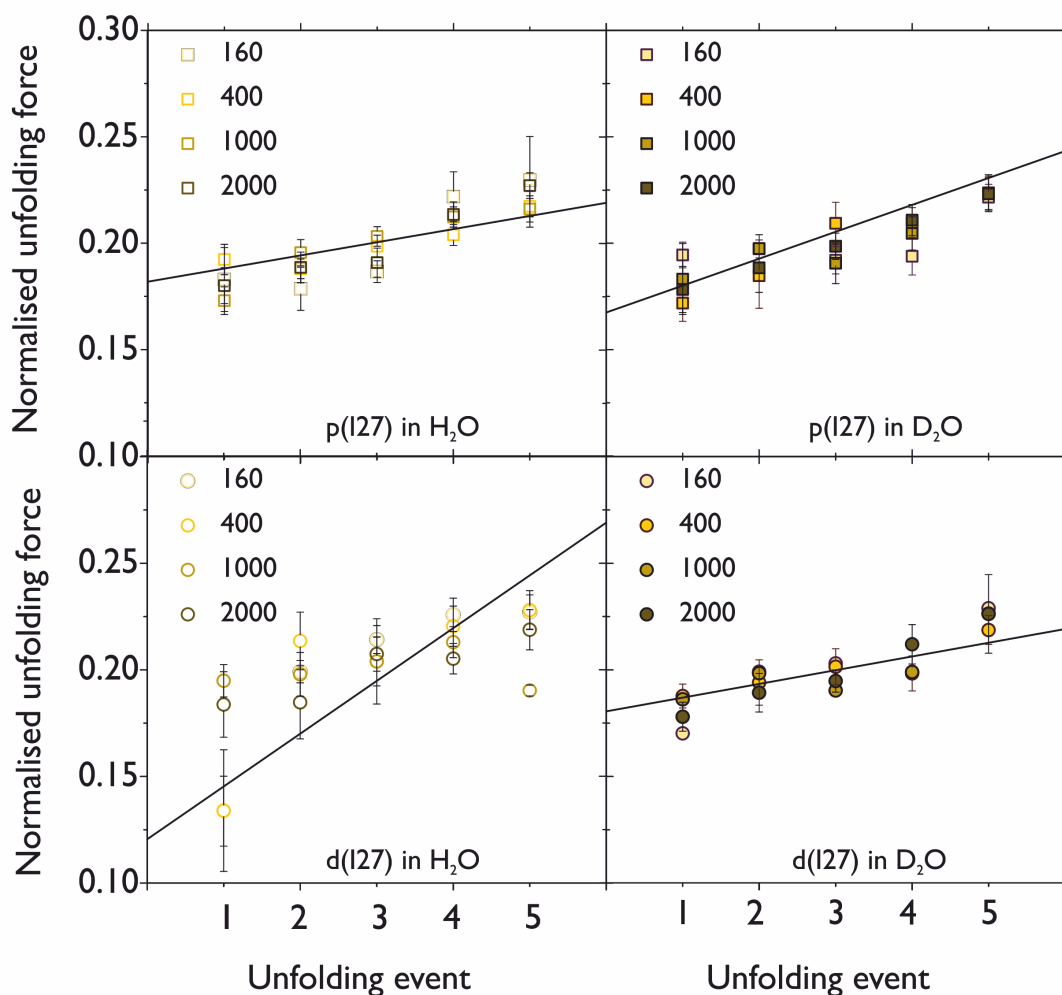 Normalised unfolding force
0.30
0.25
0.20
0.15
0.10
160
400
1000
2000
p(I27) in H₂O
160
400
1000
2000
p(I27) in D₂O
Normalised unfolding force
0.25
0.20
0.15
0.10
160
400
1000
2000
d(I27) in H₂O
160
400
1000
2000
d(I27) in D₂O
1 2 3 4 5
1 2 3 4 5
Unfolding event
Unfolding event